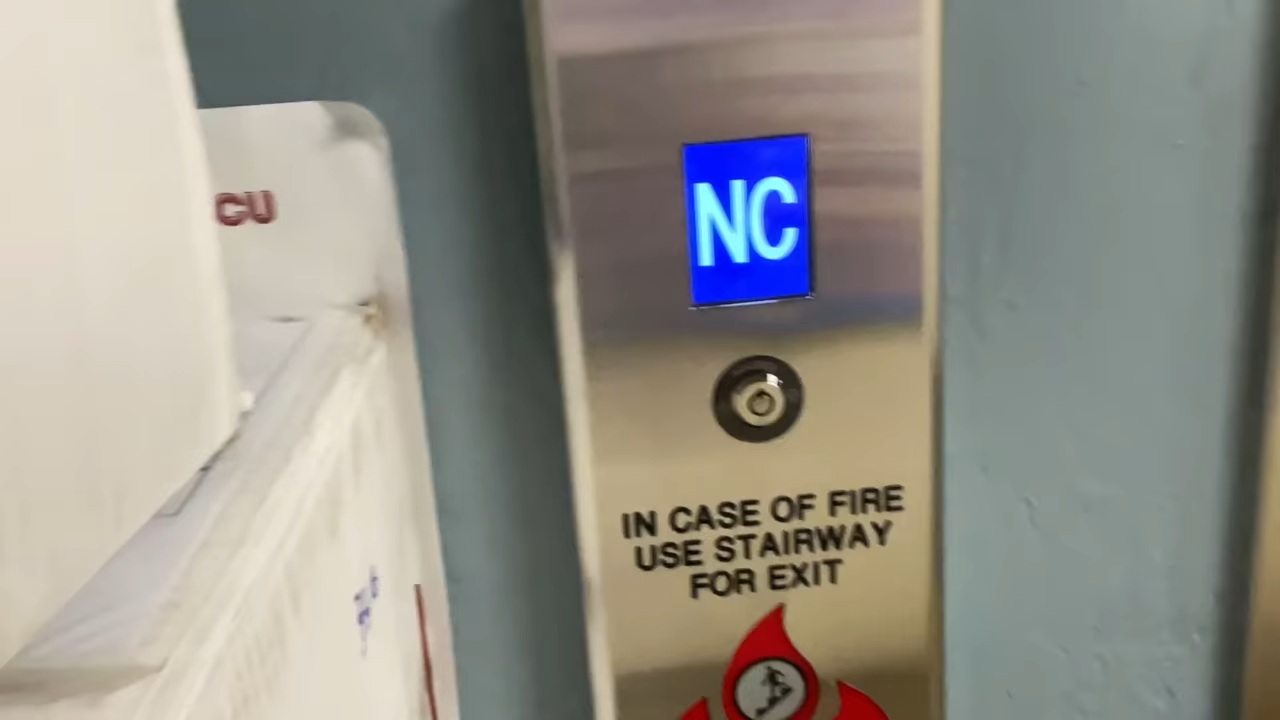 CU
NC
IN CASE OF FIRE
USE STAIRWAY
FOR EXIT